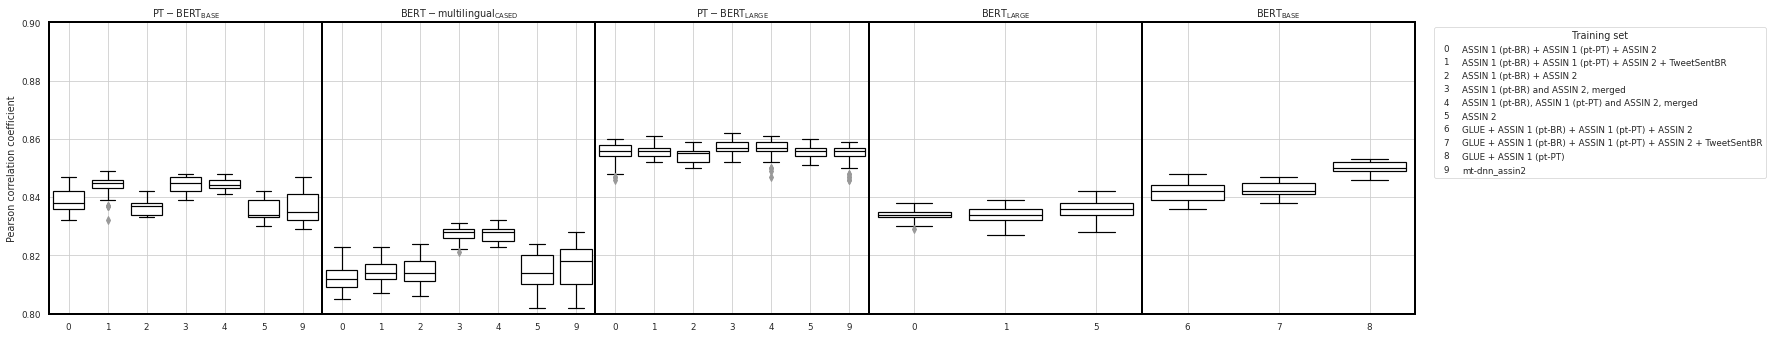 PT − BERT_BASE BERT − multilingual_CASED PT − BERT_LARGE BERT_LARGE BERT_BASE
Pearson correlation coefficient
0.90
0.88
0.86
0.84
0.82
0.80
0 1 2 3 4 5 9 0 1 2 3 4 5 9 0 1 2 3 4 5 9 0 1 5 6 7 8
Training set
0 ASSIN 1 (pt-BR) + ASSIN 1 (pt-PT) + ASSIN 2
1 ASSIN 1 (pt-BR) + ASSIN 1 (pt-PT) + ASSIN 2 + TweetSentBR
2 ASSIN 1 (pt-BR) + ASSIN 2
3 ASSIN 1 (pt-BR) and ASSIN 2, merged
4 ASSIN 1 (pt-BR), ASSIN 1 (pt-PT) and ASSIN 2, merged
5 ASSIN 2
6 GLUE + ASSIN 1 (pt-BR) + ASSIN 1 (pt-PT) + ASSIN 2
7 GLUE + ASSIN 1 (pt-BR) + ASSIN 1 (pt-PT) + ASSIN 2 + TweetSentBR
8 GLUE + ASSIN 1 (pt-PT)
9 mt-dnn_assin2